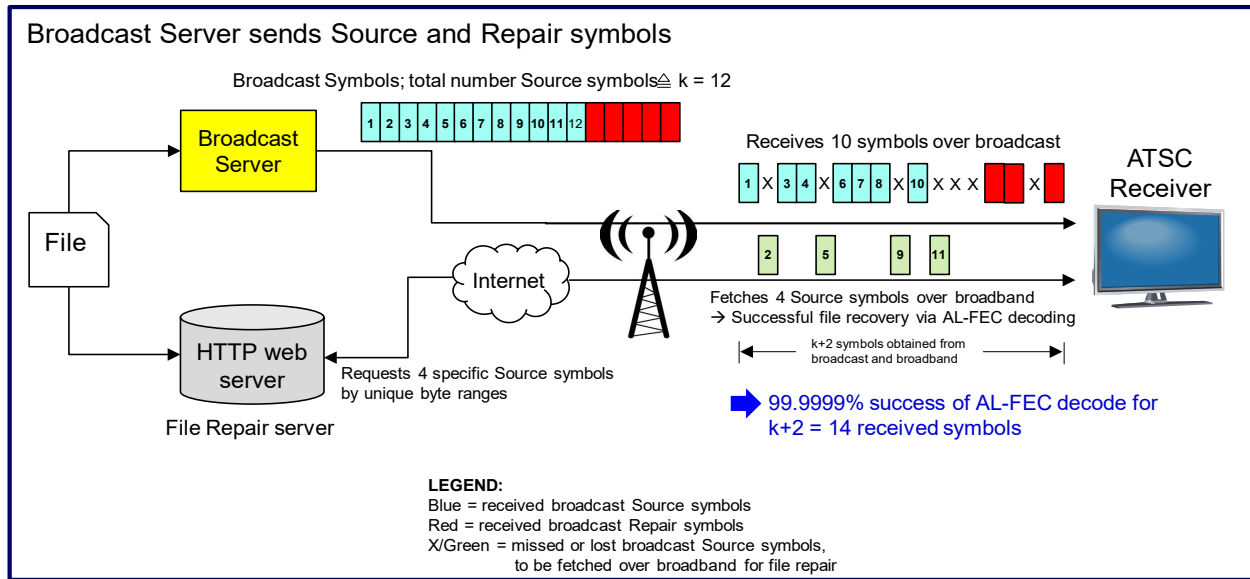 Broadcast Server sends Source and Repair symbols
Broadcast Symbols; total number Source symbols≙ k = 12
1 2 3 4 5 6 7 8 9 10 11 12
Broadcast
Server
Receives 10 symbols over broadcast
1 X 3 4 X 6 7 8 X 10 X X X X
ATSC
Receiver
File
Internet
2 5 9 11
Fetches 4 Source symbols over broadband
→ Successful file recovery via AL-FEC decoding
k+2 symbols obtained from
broadcast and broadband
HTTP web
server
Requests 4 specific Source symbols
by unique byte ranges
File Repair server
99.9999% success of AL-FEC decode for
k+2 = 14 received symbols
LEGEND:
Blue = received broadcast Source symbols
Red = received broadcast Repair symbols
X/Green = missed or lost broadcast Source symbols,
to be fetched over broadband for file repair